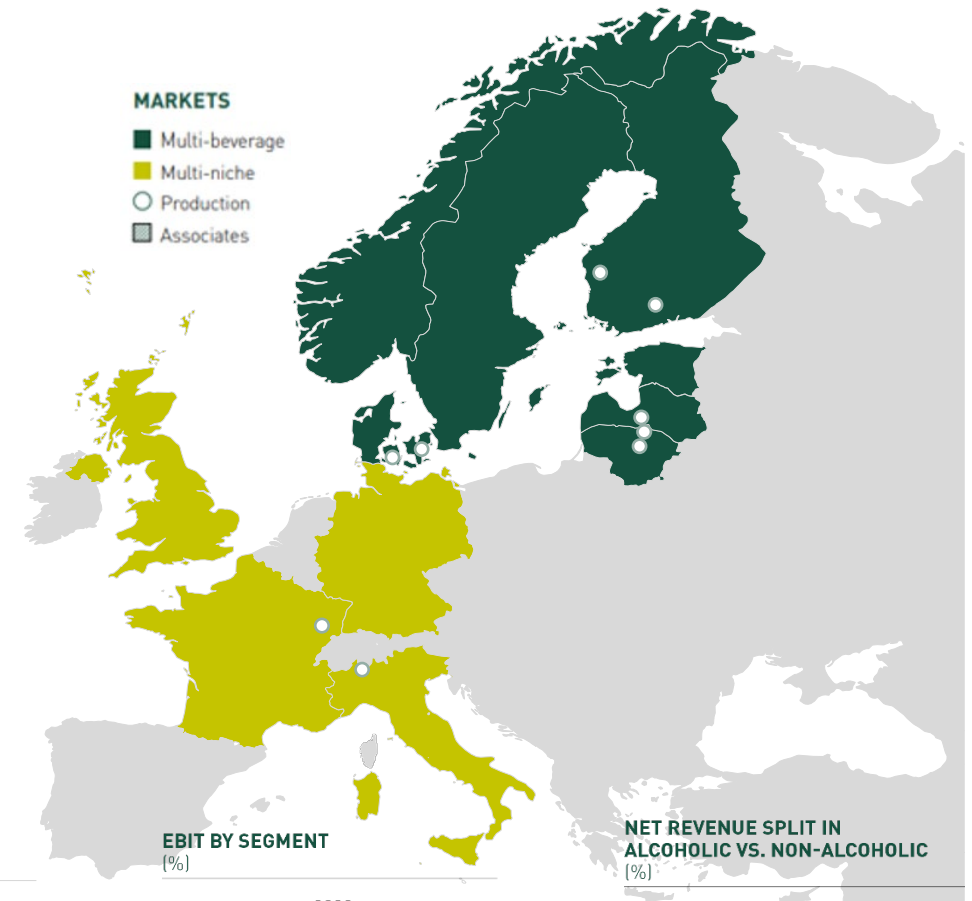 MARKETS
Multi-beverage
Multi-niche
Production
Associates
EBIT BY SEGMENT
(%)
NET REVENUE SPLIT IN
ALCOHOLIC VS. NON-ALCOHOLIC
(%)